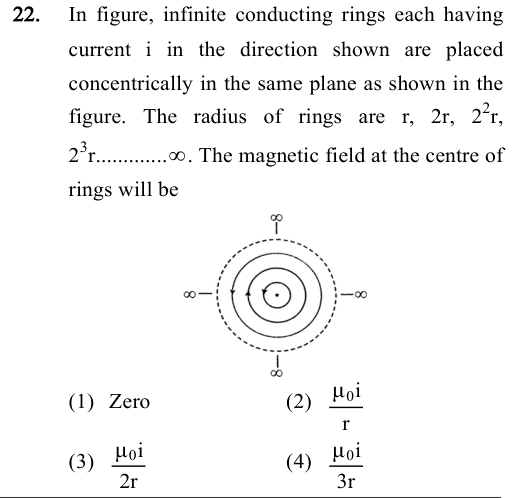 22. In figure, infinite conducting rings each having
current i in the direction shown are placed
concentrically in the same plane as shown in the
figure. The radius of rings are r, 2r, 2²r,
2³r.............∞. The magnetic field at the centre of
rings will be
∞
∞ ∞
∞
(1) Zero (2) μ₀i/r
(3) μ₀i/2r (4) μ₀i/3r